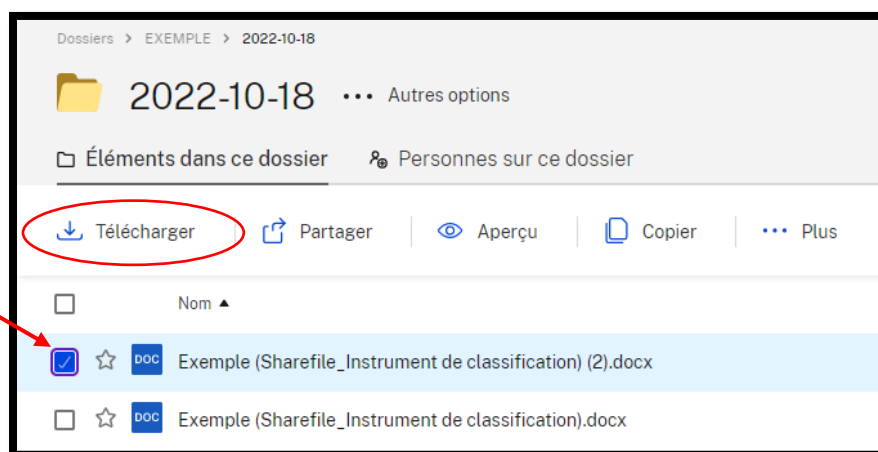 Dossiers > EXEMPLE > 2022-10-18
2022-10-18 ••• Autres options
Éléments dans ce dossier Personnes sur ce dossier
Télécharger Partager Aperçu Copier ••• Plus
Nom ▲
DOC Exemple (Sharefile_Instrument de classification) (2).docx
DOC Exemple (Sharefile_Instrument de classification).docx